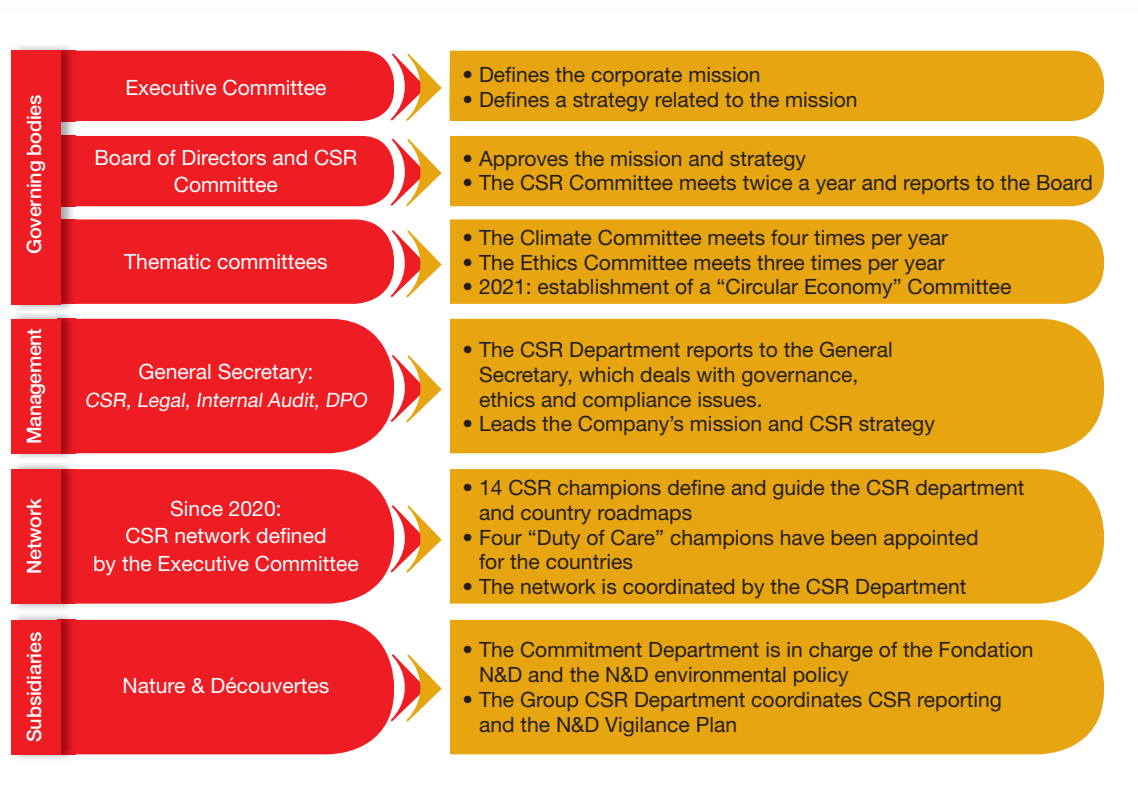 Governing bodies
Executive Committee
• Defines the corporate mission
• Defines a strategy related to the mission
Board of Directors and CSR
Committee
• Approves the mission and strategy
• The CSR Committee meets twice a year and reports to the Board
Thematic committees
• The Climate Committee meets four times per year
• The Ethics Committee meets three times per year
• 2021: establishment of a “Circular Economy” Committee
Management
General Secretary:
CSR, Legal, Internal Audit, DPO
• The CSR Department reports to the General
Secretary, which deals with governance,
ethics and compliance issues.
• Leads the Company’s mission and CSR strategy
Network
Since 2020:
CSR network defined
by the Executive Committee
• 14 CSR champions define and guide the CSR department
and country roadmaps
• Four “Duty of Care” champions have been appointed
for the countries
• The network is coordinated by the CSR Department
Subsidiaries
Nature & Découvertes
• The Commitment Department is in charge of the Fondation
N&D and the N&D environmental policy
• The Group CSR Department coordinates CSR reporting
and the N&D Vigilance Plan